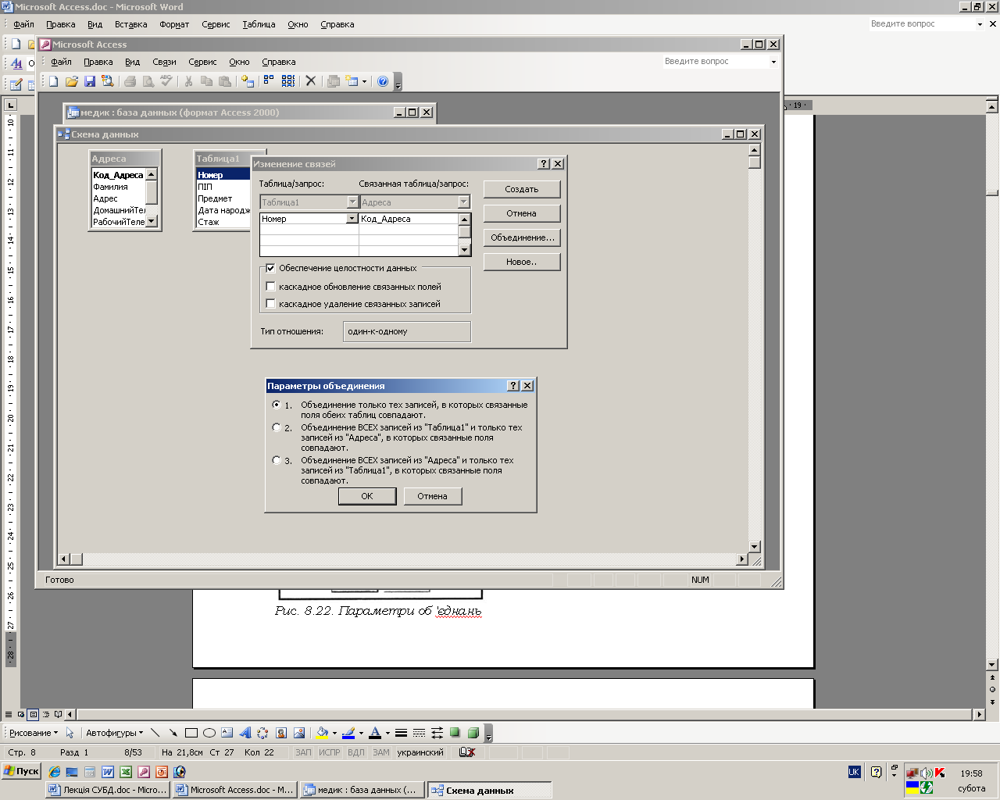 Microsoft Access.doc - Microsoft Word
Файл Правка Вид Вставка Формат Сервис Таблица Окно Справка
Введите вопрос
Microsoft Access
Файл Правка Вид Связи Сервис Окно Справка
Введите вопрос
медик : база данных (формат Access 2000)
Схема данных
Адреса
Код_Адреса
Фамилия
Адрес
ДомашнийТел
РабочийТеле
Таблица1
Номер
ПІП
Предмет
Дата народж
Стаж
Изменение связей
Таблица/запрос: Связанная таблица/запрос:
Таблица1 Адреса
Номер Код_Адреса
Создать
Отмена
Объединение...
Новое..
Обеспечение целостности данных
каскадное обновление связанных полей
каскадное удаление связанных записей
Тип отношения: один-к-одному
Параметры объединения
1. Объединение только тех записей, в которых связанные
поля обеих таблиц совпадают.
2. Объединение ВСЕХ записей из "Таблица1" и только тех
записей из "Адреса", в которых связанные поля
совпадают.
3. Объединение ВСЕХ записей из "Адреса" и только тех
записей из "Таблица1", в которых связанные поля
совпадают.
OK Отмена
Готово NUM
Рис. 8.22. Параметри об 'єднань
Рисование Автофигуры
Стр. 8 Разд 1 8/53 На 21,8см Ст 27 Кол 22 ЗАП ИСПР ВДЛ ЗАМ украинский
Пуск UK 19:58
Лекція СУБД.doc - Micro... Microsoft Access.doc - M... медик : база данных (... Схема данных суббота